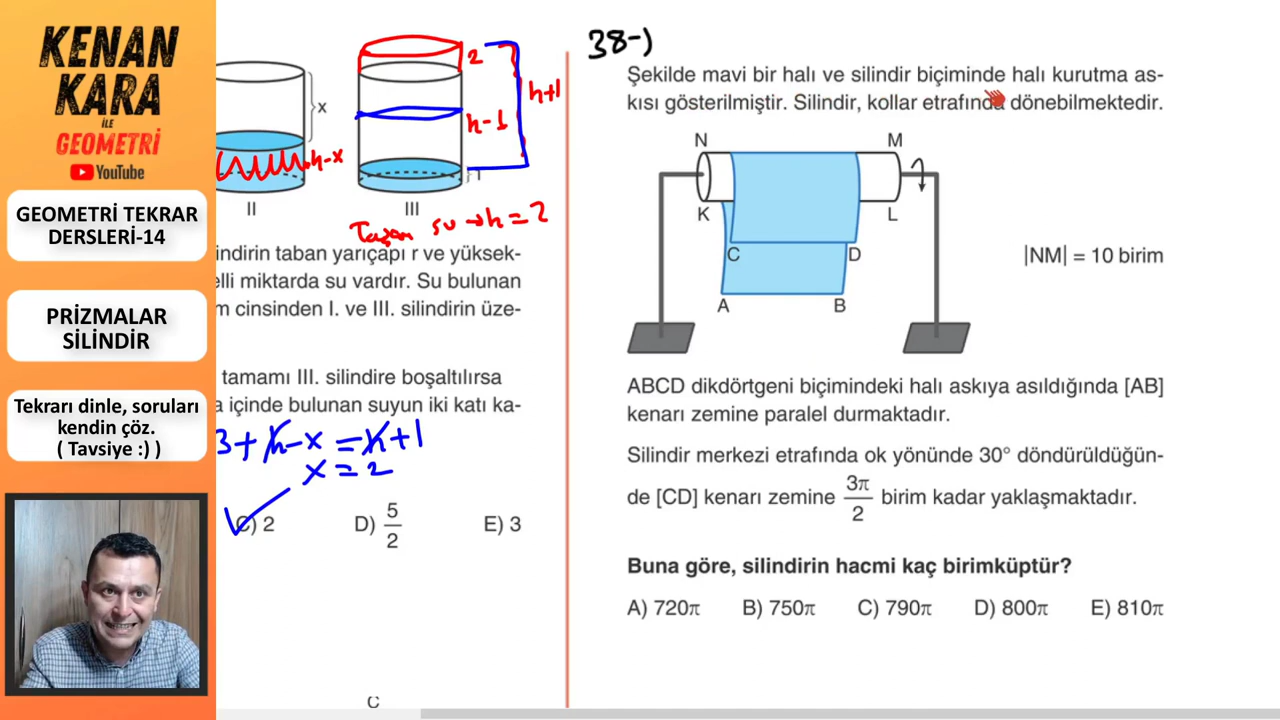 KENAN
KARA
İLE
GEOMETRİ
YouTube
GEOMETRİ TEKRAR
DERSLERİ-14
PRİZMALAR
SİLİNDİR
Tekrarı dinle, soruları
kendin çöz.
( Tavsiye :) )
x
h-x
II
2
h+1
h-1
1
III
Taşan su → h = 2
indirin taban yarıçapı r ve yüksek-
elli miktarda su vardır. Su bulunan
m cinsinden I. ve III. silindirin üze-
tamamı III. silindire boşaltılırsa
a içinde bulunan suyun iki katı ka-
3+h-x=h+1
x=2
C) 2 D) 5/2 E) 3
C
38-)
Şekilde mavi bir halı ve silindir biçiminde halı kurutma as-
kısı gösterilmiştir. Silindir, kollar etrafında dönebilmektedir.
N M
K L
C D
|NM| = 10 birim
A B
ABCD dikdörtgeni biçimindeki halı askıya asıldığında [AB]
kenarı zemine paralel durmaktadır.
Silindir merkezi etrafında ok yönünde 30° döndürüldüğün-
de [CD] kenarı zemine 3π/2 birim kadar yaklaşmaktadır.
Buna göre, silindirin hacmi kaç birimküptür?
A) 720π B) 750π C) 790π D) 800π E) 810π